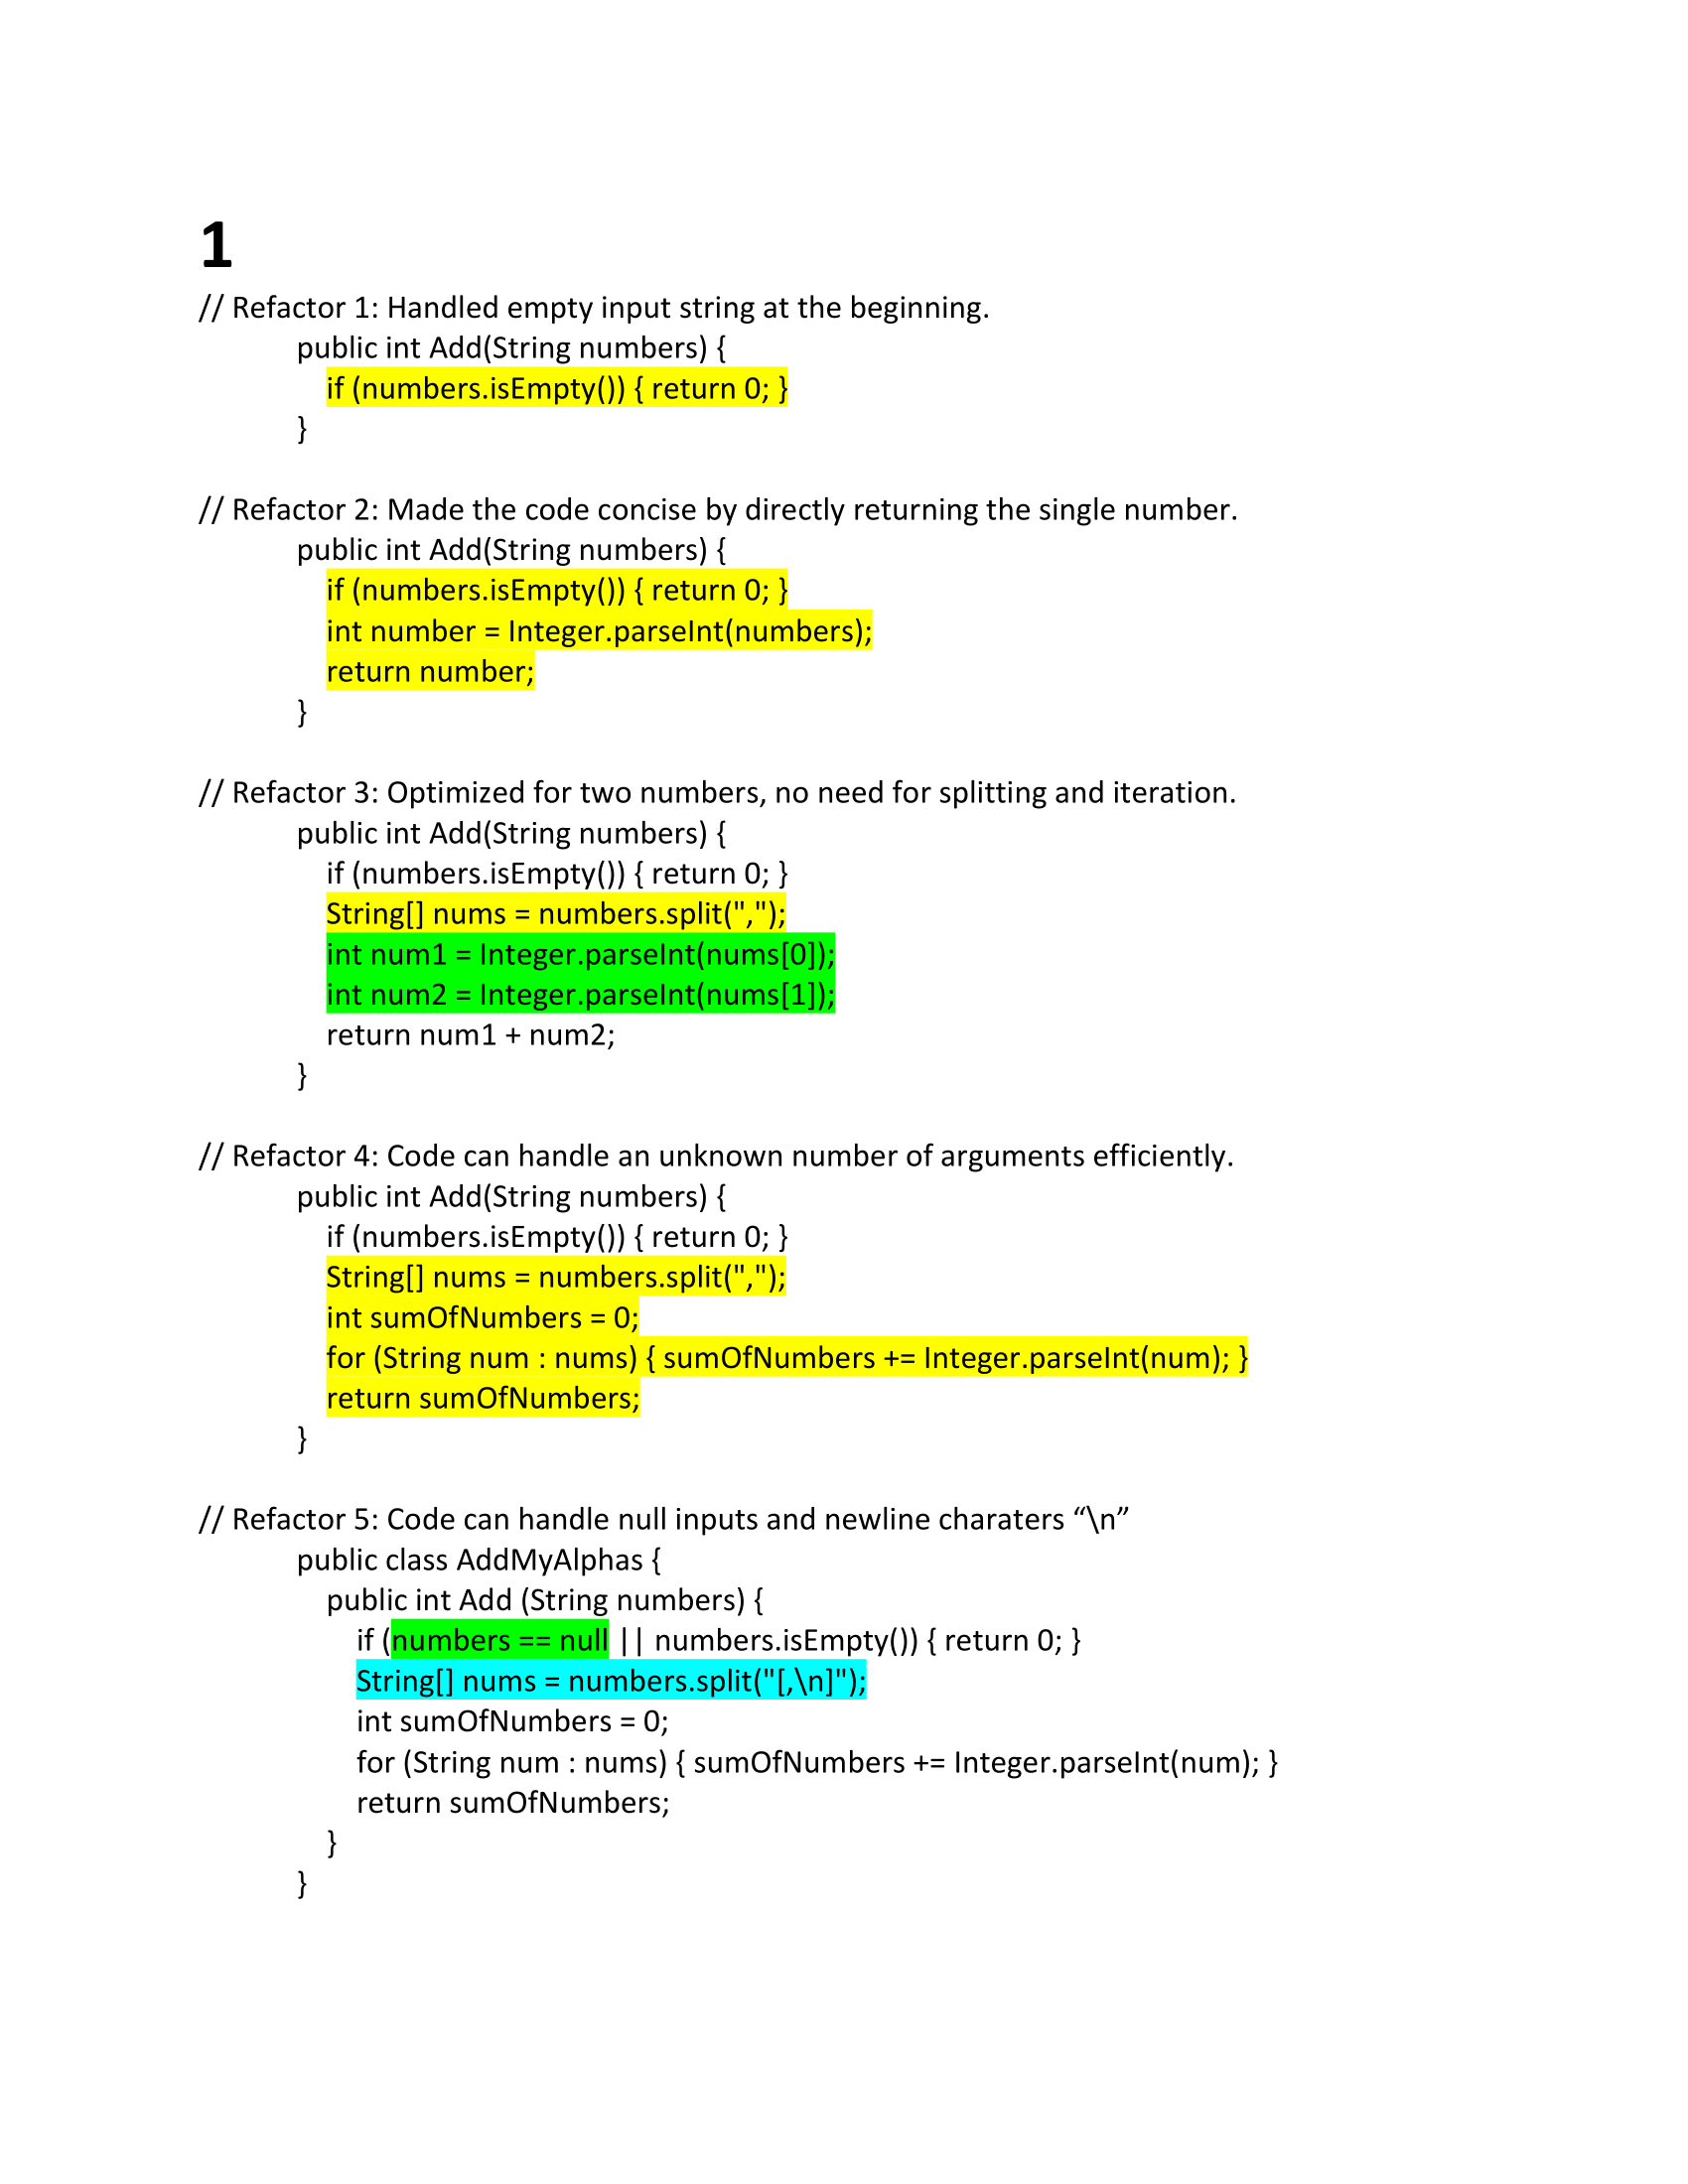 1
// Refactor 1: Handled empty input string at the beginning.
public int Add(String numbers) {
if (numbers.isEmpty()) { return 0; }
}
// Refactor 2: Made the code concise by directly returning the single number.
public int Add(String numbers) {
if (numbers.isEmpty()) { return 0; }
int number = Integer.parseInt(numbers);
return number;
}
// Refactor 3: Optimized for two numbers, no need for splitting and iteration.
public int Add(String numbers) {
if (numbers.isEmpty()) { return 0; }
String[] nums = numbers.split(",");
int num1 = Integer.parseInt(nums[0]);
int num2 = Integer.parseInt(nums[1]);
return num1 + num2;
}
// Refactor 4: Code can handle an unknown number of arguments efficiently.
public int Add(String numbers) {
if (numbers.isEmpty()) { return 0; }
String[] nums = numbers.split(",");
int sumOfNumbers = 0;
for (String num : nums) { sumOfNumbers += Integer.parseInt(num); }
return sumOfNumbers;
}
// Refactor 5: Code can handle null inputs and newline charaters “\n”
public class AddMyAlphas {
public int Add (String numbers) {
if (numbers == null || numbers.isEmpty()) { return 0; }
String[] nums = numbers.split("[,\n]");
int sumOfNumbers = 0;
for (String num : nums) { sumOfNumbers += Integer.parseInt(num); }
return sumOfNumbers;
}
}